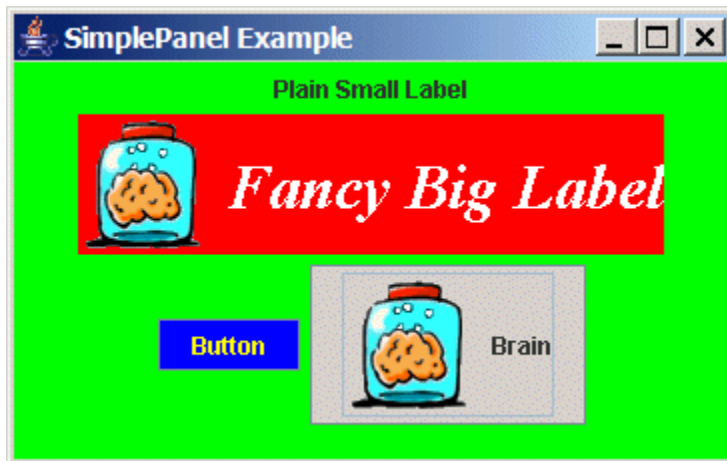 SimplePanel Example
Plain Small Label
Fancy Big Label
Button
Brain